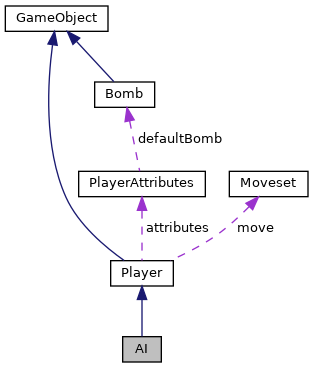 GameObject
Bomb
defaultBomb
PlayerAttributes
Moveset
attributes
move
Player
AI